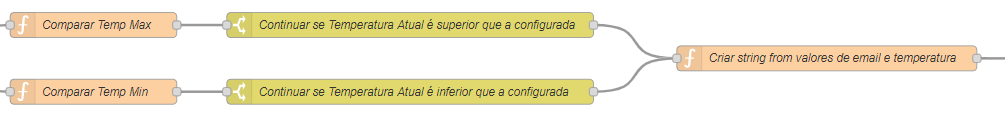 Comparar Temp Max
Continuar se Temperatura Atual é superior que a configurada
Criar string from valores de email e temperatura
Comparar Temp Min
Continuar se Temperatura Atual é inferior que a configurada